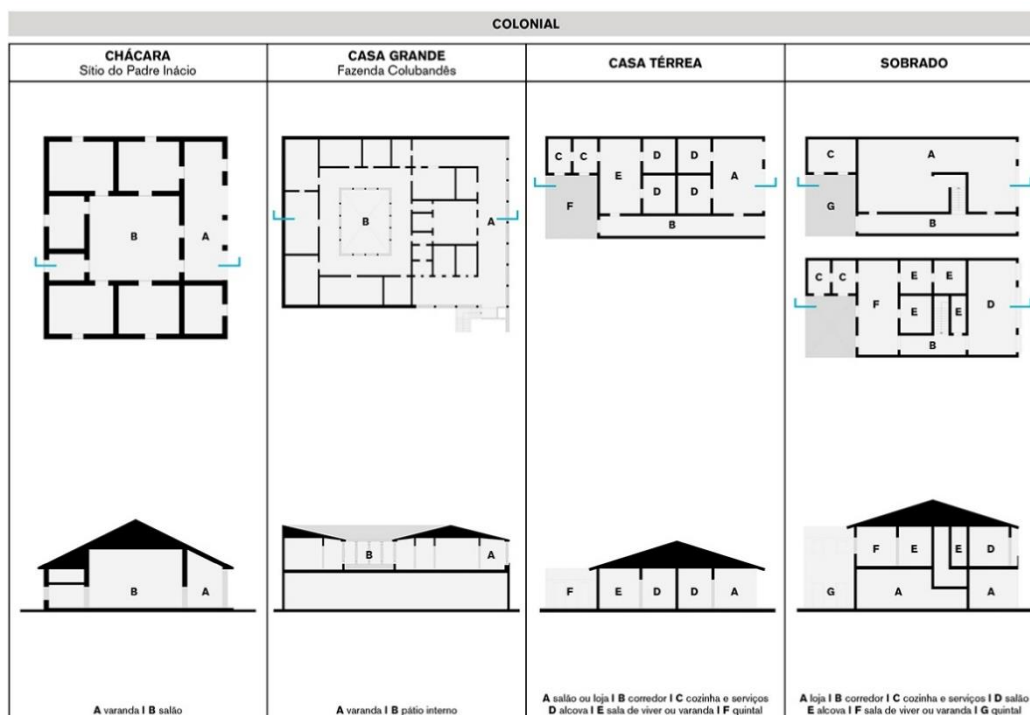 COLONIAL
CHÁCARA
Sítio do Padre Inácio
CASA GRANDE
Fazenda Colubandês
CASA TÉRREA
SOBRADO
B
A
B
A
C
C
D
D
E
D
D
A
F
B
C
A
G
B
C
C
E
E
F
E
E
D
B
B
A
B
A
F
E
D
D
A
F
E
E
D
G
A
A
A varanda I B salão
A varanda I B pátio interno
A salão ou loja I B corredor I C cozinha e serviços
D alcova I E sala de viver ou varanda I F quintal
A loja I B corredor I C cozinha e serviços I D salão
E alcova I F sala de viver ou varanda I G quintal